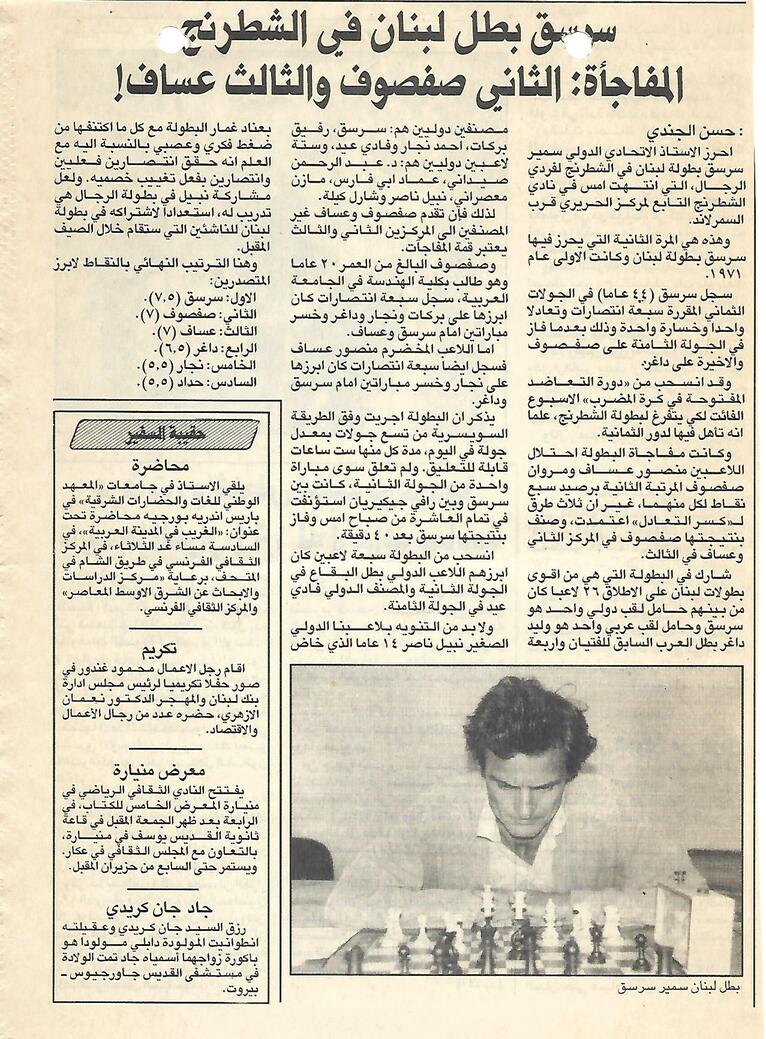 سرسق بطل لبنان في الشطرنج
المفاجأة: الثاني صفصوف والثالث عساف!
: حسن الجندي
احرز الاستاذ الاتحادي الدولي سمير
سرسق بطولة لبنان في الشطرنج لفردي
الرجال، التي انتهت امس في نادي
الشطرنج التابع لمركز الحريري قرب
السمرلاند.
وهذه هي المرة الثانية التي يحرز فيها
سرسق بطولة لبنان وكانت الاولى عام
١٩٧١.
سجل سرسق (٤٤ عاما) في الجولات
الثماني المقررة سبعة انتصارات وتعادلا
واحدا وخسارة واحدة وذلك بعدما فاز
في الجولة الثامنة على صفصوف
والاخيرة على داغر.
وقد انسحب من «دورة التعاضد
المفتوحة في كرة المضرب» الاسبوع
الفائت لكي يتفرغ لبطولة الشطرنج، علما
انه تأهل فيها لدور الثمانية.
وكانت مفاجأة البطولة احتلال
اللاعبين منصور عساف ومروان
صفصوف المرتبة الثانية برصيد سبع
نقاط لكل منهما، غير ان ثلاث طرق
لـ«كسر التعادل» اعتمدت، وصنف
بنتيجتها صفصوف في المركز الثاني
وعساف في الثالث.
شارك في البطولة التي هي من اقوى
بطولات لبنان على الاطلاق ٢٦ لاعبا كان
من بينهم حامل لقب دولي واحد هو
سرسق وحامل لقب عربي واحد هو وليد
داغر بطل العرب السابق للفتيان واربعة
مصنفين دوليين هم: سرسق، رفيق
بركات، أحمد نجار وفادي عيد، وستة
لاعبين دوليين هم: د. عبد الرحمن
صيداني، عماد ابي فارس، مازن
معصراني، نبيل ناصر وشارل كيلة.
لذلك فإن تقدم صفصوف وعساف غير
المصنفين الى المركزين الثاني والثالث
يعتبر قمة المفاجآت.
وصفصوف البالغ من العمر ٢٠ عاما
وهو طالب بكلية الهندسة في الجامعة
العربية، سجل سبعة انتصارات كان
ابرزها على بركات ونجار وداغر وخسر
مباراتين امام سرسق وعساف.
اما اللاعب المخضرم منصور عساف
فسجل ايضا سبعة انتصارات كان ابرزها
على نجار وخسر مباراتين امام سرسق
وداغر.
يذكر ان البطولة اجريت وفق الطريقة
السويسرية من تسع جولات بمعدل
جولة في اليوم، مدة كل منها ست ساعات
قابلة للتعليق. ولم تعلق سوى مباراة
واحدة من الجولة الثانية، كانت بين
سرسق وبين رافي جيكيريان استؤنفت
في تمام العاشرة من صباح امس وفاز
بنتيجتها سرسق بعد ٤٠ دقيقة.
انسحب من البطولة سبعة لاعبين كان
ابرزهم اللاعب الدولي بطل البقاع في
الجولة الثانية والمصنف الدولي فادي
عيد في الجولة الثامنة.
ولا بد من التنويه بلاعبنا الدولي
الصغير نبيل ناصر ١٤ عاما الذي خاض
بعناد غمار البطولة مع كل ما اكتنفها من
ضغط فكري وعصبي بالنسبة اليه مع
العلم انه حقق انتصارين فعليين
وانتصارين بفعل تغييب خصميه. ولعل
مشاركة نبيل في بطولة الرجال هي
تدريب له، استعدادا لاشتراكه في بطولة
لبنان للناشئين التي ستقام خلال الصيف
المقبل.
وهنا الترتيب النهائي بالنقاط لابرز
المتصدرين:
الاول: سرسق (٧,٥).
الثاني: صفصوف (٧).
الثالث: عساف (٧).
الرابع: داغر (٦,٥).
الخامس: نجار (٥,٥).
السادس: حداد (٥,٥).
حقيبة السفير
محاضرة
يلقي الاستاذ في جامعات «المعهد
الوطني للغات والحضارات الشرقية» في
باريس اندريه بورجيه محاضرة تحت
عنوان: «الغريب في المدينة العربية»، في
السادسة مساء غد الثلاثاء، في المركز
الثقافي الفرنسي في طريق الشام في
المتحف، برعاية «مركز الدراسات
والابحاث عن الشرق الاوسط المعاصر»
والمركز الثقافي الفرنسي.
تكريم
اقام رجل الاعمال محمود غندور في
صور حفلا تكريميا لرئيس مجلس ادارة
بنك لبنان والمهجر الدكتور نعمان
الازهري، حضره عدد من رجال الأعمال
والاقتصاد.
معرض منيارة
يفتتح النادي الثقافي الرياضي في
منيارة المعرض الخامس للكتاب، في
الرابعة بعد ظهر الجمعة المقبل في قاعة
ثانوية القديس يوسف في منيارة،
بالتعاون مع المجلس الثقافي في عكار.
ويستمر حتى السابع من حزيران المقبل.
جاد جان كريدي
رزق السيد جان كريدي وعقيلته
انطوانيت المولودة دابلي مولودا هو
باكورة زواجهما أسمياه جاد تمت الولادة
في مستشفى القديس جاورجيوس ـ
بيروت.
بطل لبنان سمير سرسق